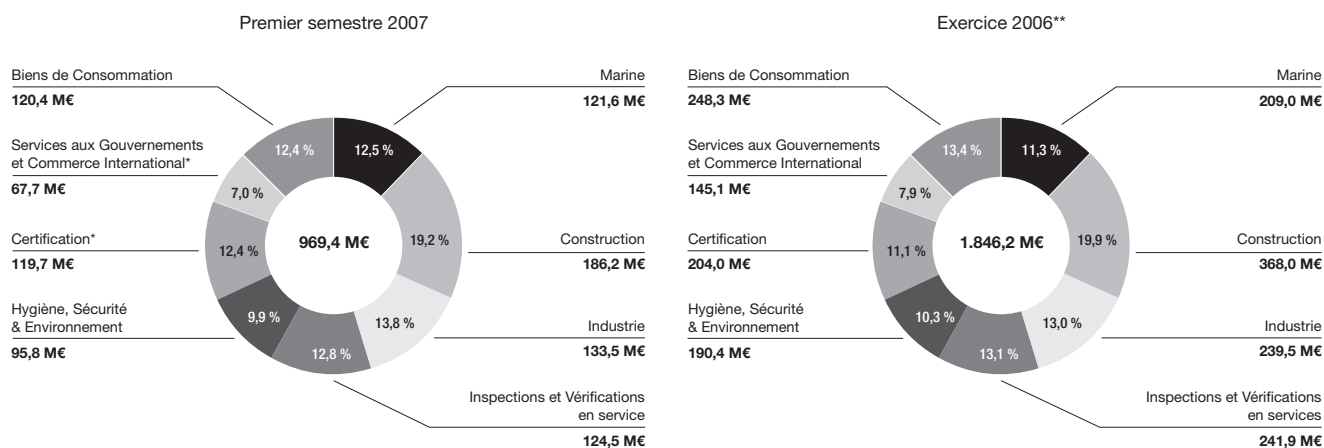 Premier semestre 2007
Biens de Consommation
120,4 M€
Marine
121,6 M€
Services aux Gouvernements
et Commerce International*
67,7 M€
Certification*
119,7 M€
Construction
186,2 M€
Hygiène, Sécurité
& Environnement
95,8 M€
Industrie
133,5 M€
Inspections et Vérifications
en service
124,5 M€
12,4 %
12,5 %
7,0 %
12,4 %
969,4 M€
19,2 %
9,9 %
13,8 %
12,8 %
Exercice 2006**
Biens de Consommation
248,3 M€
Marine
209,0 M€
Services aux Gouvernements
et Commerce International
145,1 M€
Certification
204,0 M€
Construction
368,0 M€
Hygiène, Sécurité
& Environnement
190,4 M€
Industrie
239,5 M€
Inspections et Vérifications
en services
241,9 M€
13,4 %
11,3 %
7,9 %
11,1 %
1.846,2 M€
19,9 %
10,3 %
13,0 %
13,1 %